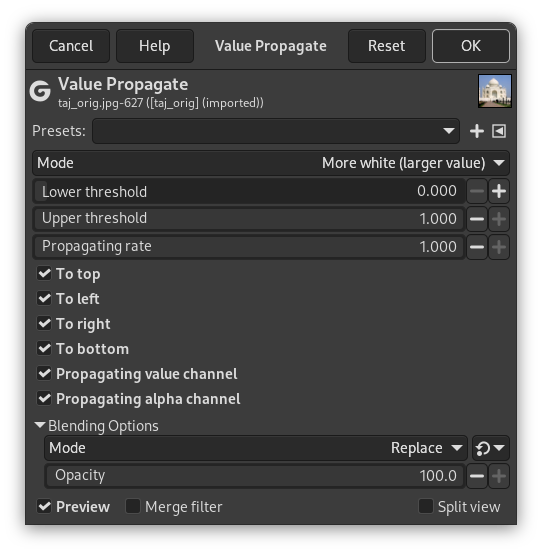 Cancel Help Value Propagate Reset OK
Value Propagate
taj_orig.jpg-627 ([taj_orig] (imported))
Presets:
Mode More white (larger value)
Lower threshold 0.000
Upper threshold 1.000
Propagating rate 1.000
To top
To left
To right
To bottom
Propagating value channel
Propagating alpha channel
Blending Options
Mode Replace
Opacity 100.0
Preview Merge filter Split view